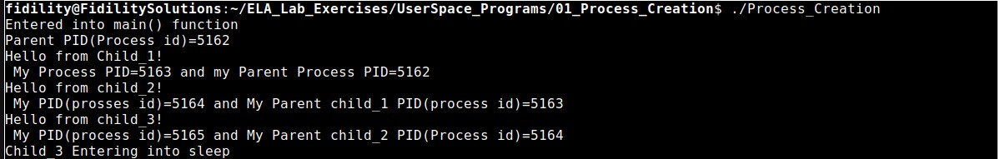 fidility@FidilitySolutions:~/ELA_Lab_Exercises/UserSpace_Programs/01_Process_Creation$ ./Process_Creation
Entered into main() function
Parent PID(Process id)=5162
Hello from Child_1!
 My Process PID=5163 and my Parent Process PID=5162
Hello from child_2!
 My PID(prosses id)=5164 and My Parent child_1 PID(process id)=5163
Hello from child_3!
 My PID(process id)=5165 and My Parent child_2 PID(Process id)=5164
Child_3 Entering into sleep